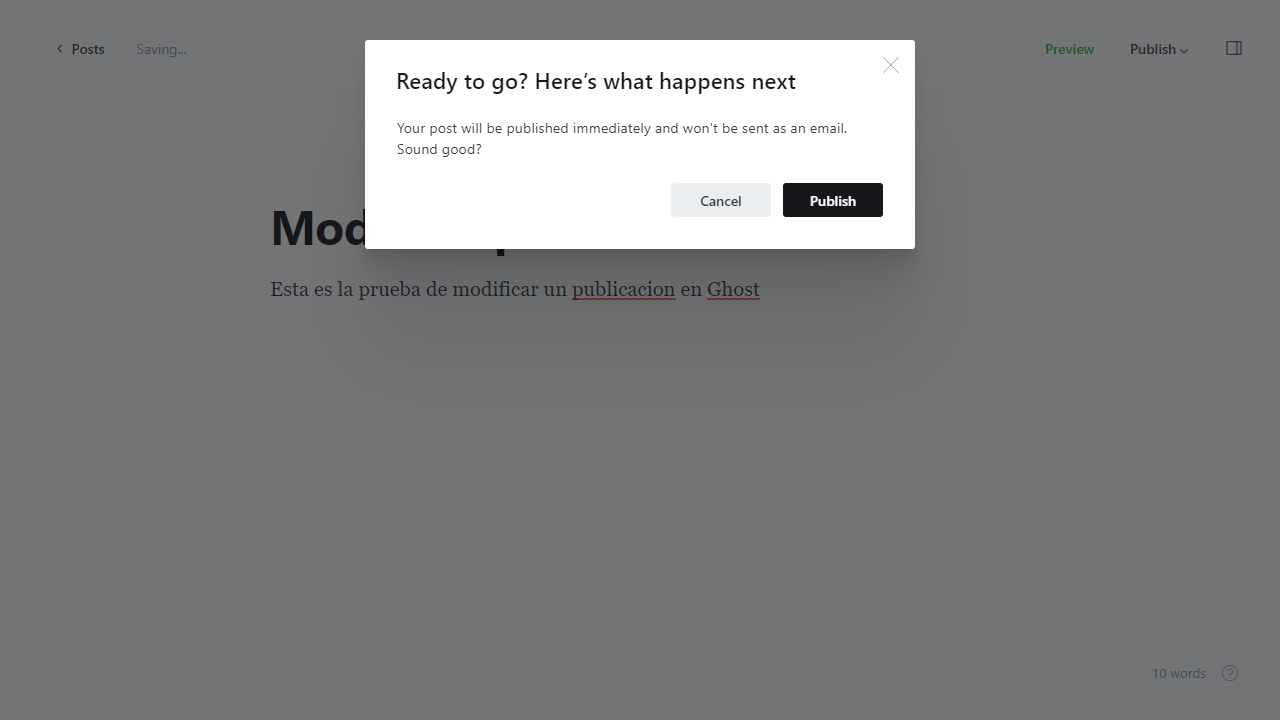 Posts
Saving...
Preview
Publish
Ready to go? Here's what happens next
Your post will be published immediately and won't be sent as an email.
Sound good?
Cancel
Publish
Esta es la prueba de modificar un publicacion en Ghost
10 words